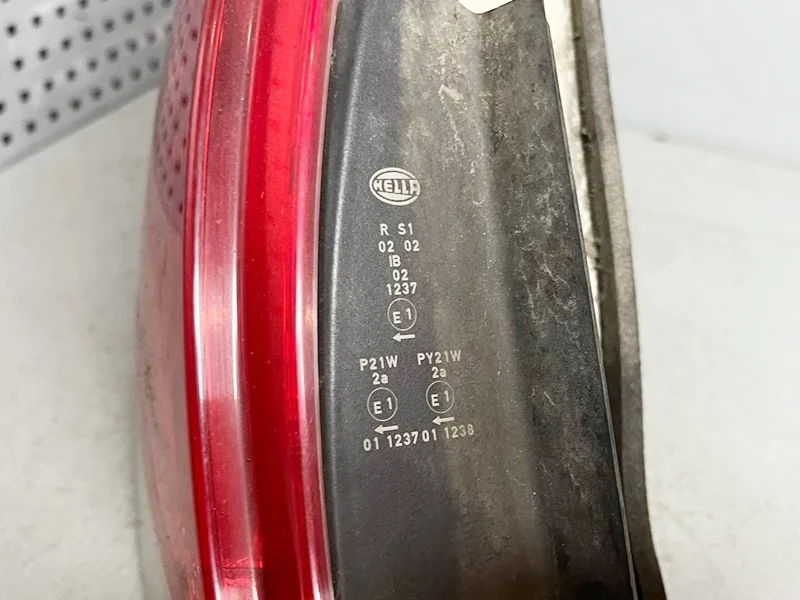 HELLA
R S1
02 02
IB
02
1237
E1
←
P21W PY21W
2a 2a
E1 E1
← ←
01 1237 01 1238